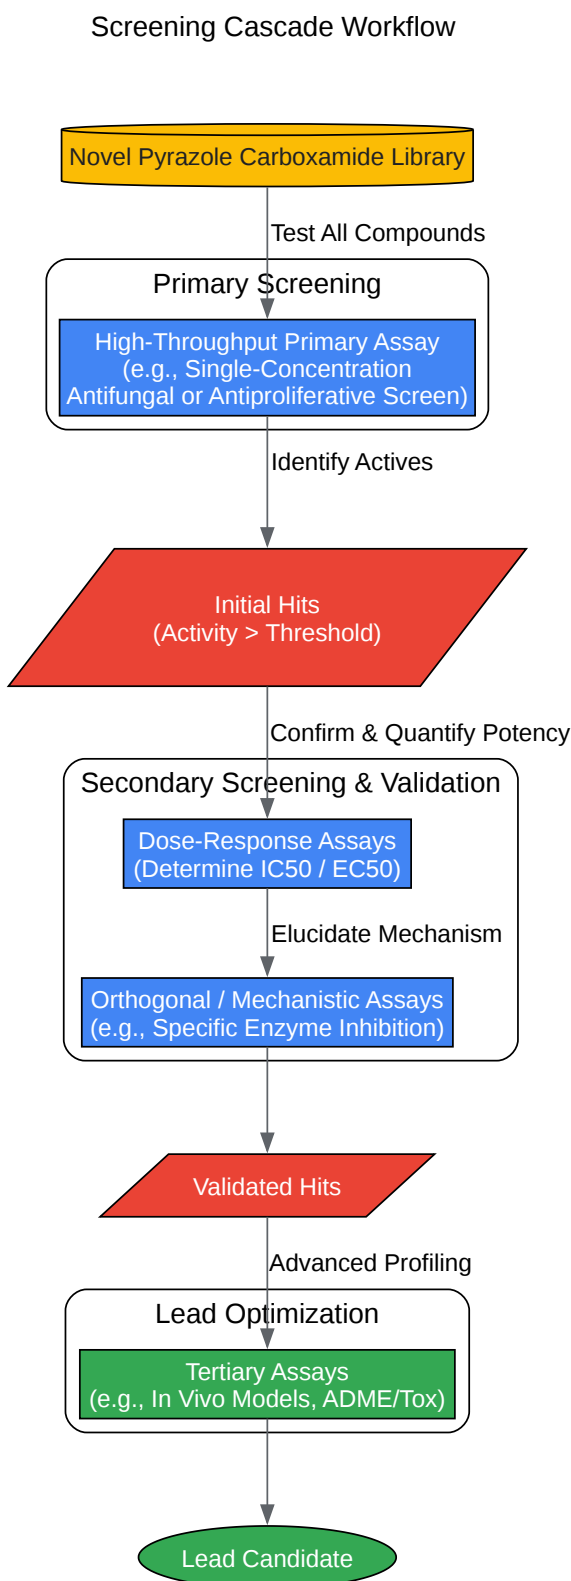 Screening Cascade Workflow
Novel Pyrazole Carboxamide Library
Test All Compounds
Primary Screening
High-Throughput Primary Assay
(e.g., Single-Concentration
Antifungal or Antiproliferative Screen)
Identify Actives
Initial Hits
(Activity > Threshold)
Confirm & Quantify Potency
Secondary Screening & Validation
Dose-Response Assays
(Determine IC50 / EC50)
Elucidate Mechanism
Orthogonal / Mechanistic Assays
(e.g., Specific Enzyme Inhibition)
Validated Hits
Advanced Profiling
Lead Optimization
Tertiary Assays
(e.g., In Vivo Models, ADME/Tox)
Lead Candidate